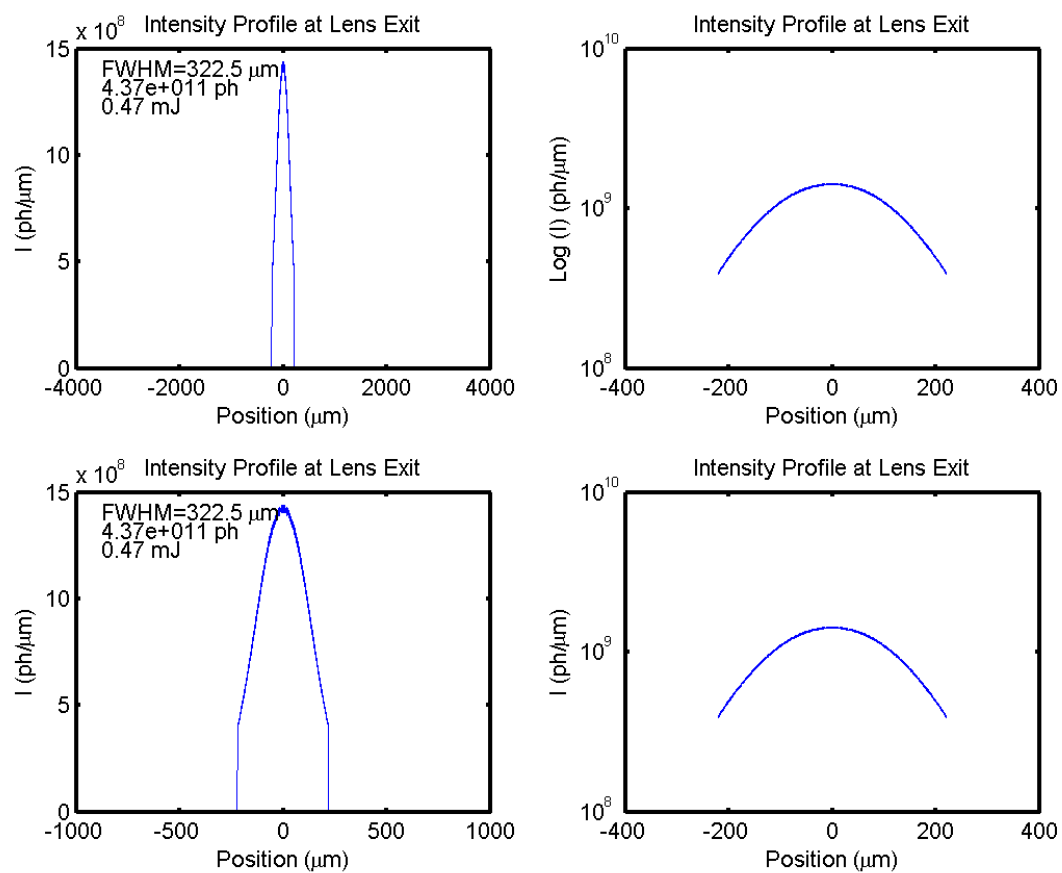 Intensity Profile at Lens Exit
x 10^8
15
10
5
0
I (ph/μm)
FWHM=322.5 μm
4.37e+011 ph
0.47 mJ
-4000 -2000 0 2000 4000
Position (μm)
Intensity Profile at Lens Exit
10^10
10^9
10^8
Log (I) (ph/μm)
-400 -200 0 200 400
Position (μm)
Intensity Profile at Lens Exit
x 10^8
15
10
5
0
I (ph/μm)
FWHM=322.5 μm
4.37e+011 ph
0.47 mJ
-1000 -500 0 500 1000
Position (μm)
Intensity Profile at Lens Exit
10^10
10^9
10^8
I (ph/μm)
-400 -200 0 200 400
Position (μm)